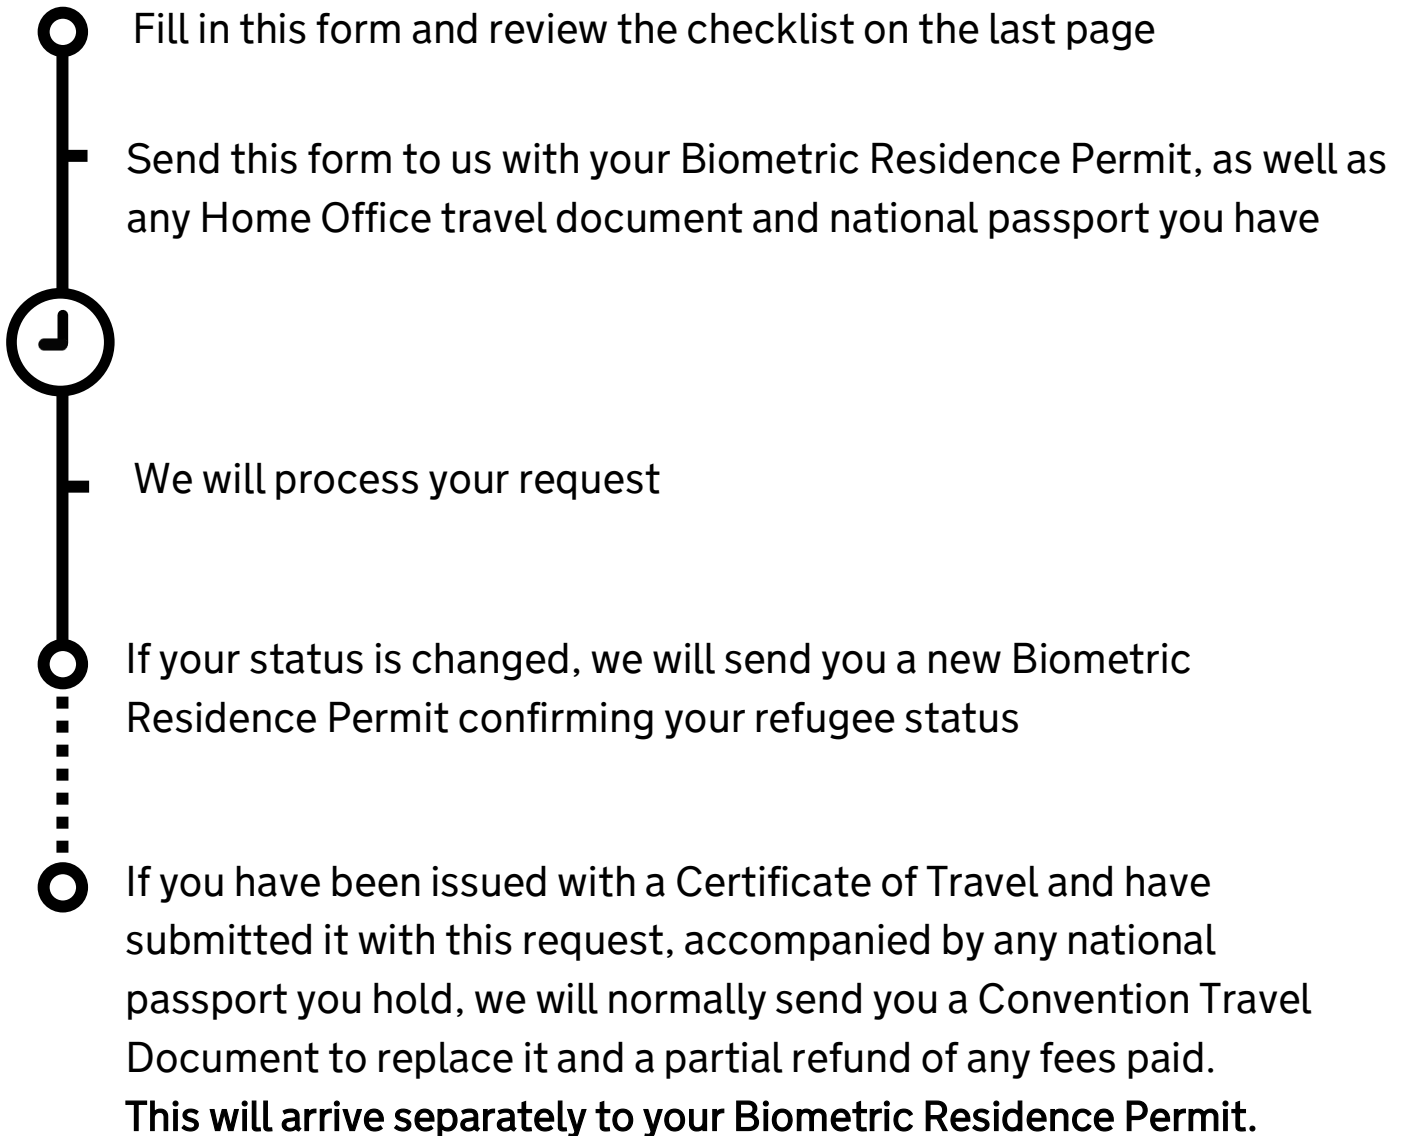 Fill in this form and review the checklist on the last page
Send this form to us with your Biometric Residence Permit, as well as
any Home Office travel document and national passport you have
We will process your request
If your status is changed, we will send you a new Biometric
Residence Permit confirming your refugee status
If you have been issued with a Certificate of Travel and have
submitted it with this request, accompanied by any national
passport you hold, we will normally send you a Convention Travel
Document to replace it and a partial refund of any fees paid.
This will arrive separately to your Biometric Residence Permit.